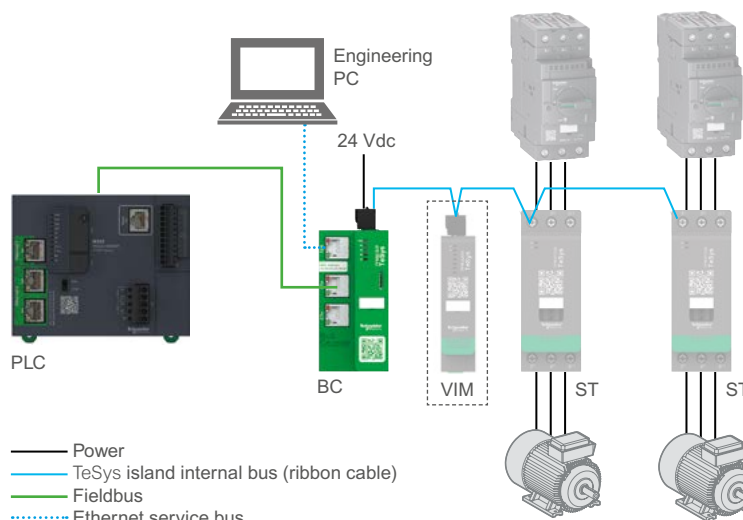 Engineering
PC
24 Vdc
PLC
BC
VIM
ST
ST
Power
TeSys island internal bus (ribbon cable)
Fieldbus
Ethernet service bus